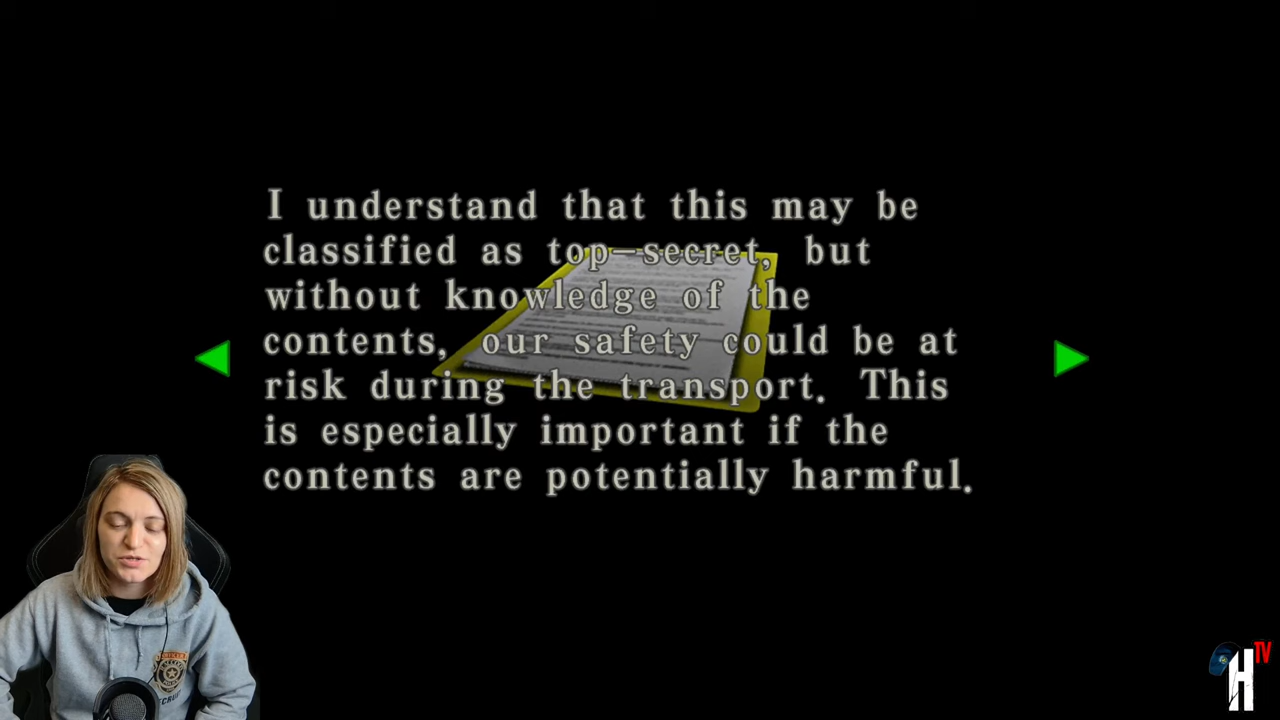 I understand that this may be
classified as top-secret, but
without knowledge of the
contents, our safety could be at
risk during the transport. This
is especially important if the
contents are potentially harmful.
H TV